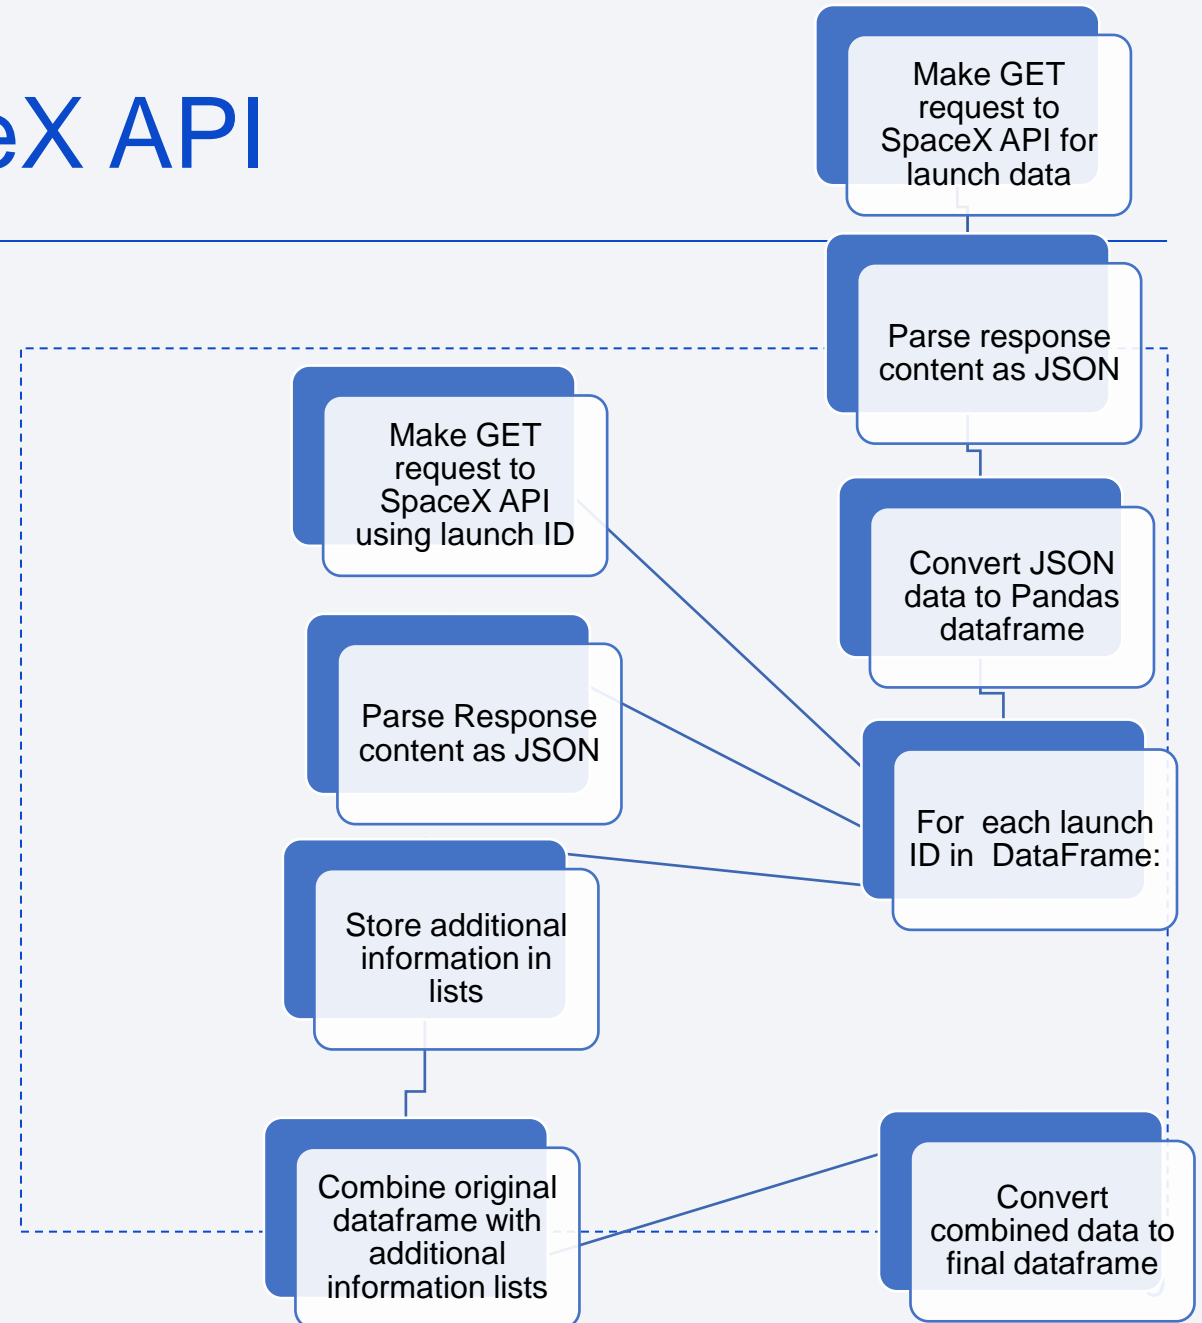 eX API
Make GET
request to
SpaceX API for
launch data
Parse response
content as JSON
Convert JSON
data to Pandas
dataframe
For each launch
ID in DataFrame:
Make GET
request to
SpaceX API
using launch ID
Parse Response
content as JSON
Store additional
information in
lists
Combine original
dataframe with
additional
information lists
Convert
combined data to
final dataframe